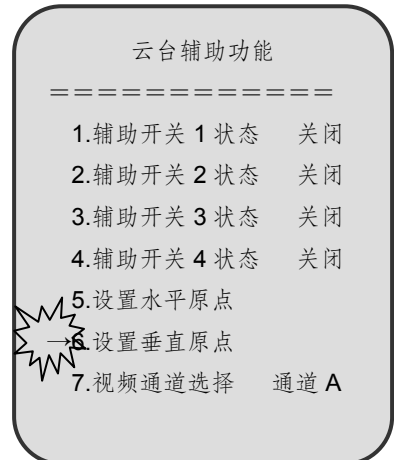 云台辅助功能
＝＝＝＝＝＝＝＝＝＝＝＝
1.辅助开关 1 状态 关闭
2.辅助开关 2 状态 关闭
3.辅助开关 3 状态 关闭
4.辅助开关 4 状态 关闭
5.设置水平原点
→6.设置垂直原点
7.视频通道选择 通道 A